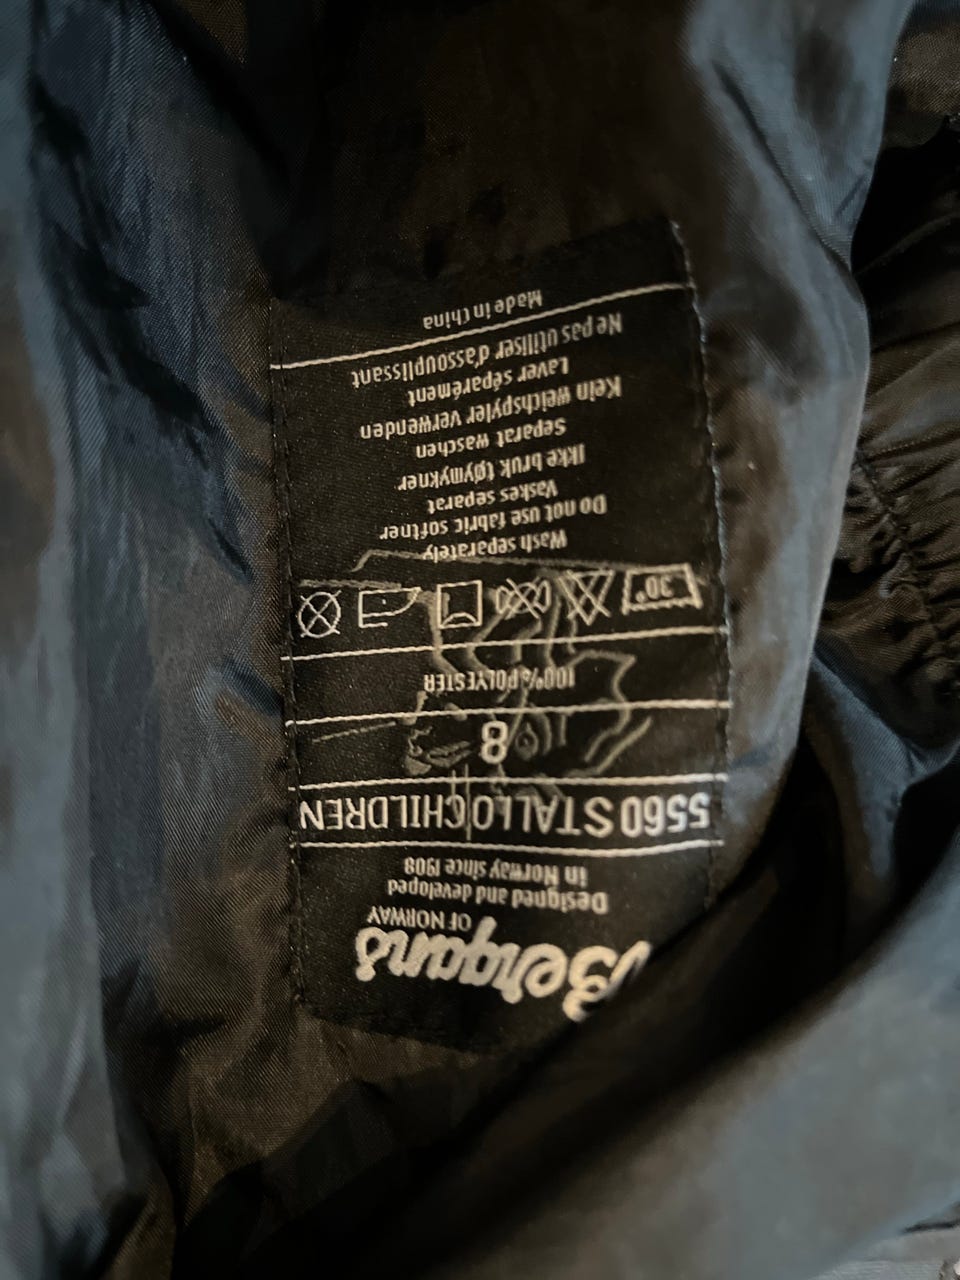 Bergans
OF NORWAY
Designed and developed
in Norway since 1908
5560 STALLO CHILDREN
8
100% POLYESTER
30°
Wash separately
Do not use fabric softner
Vaskes separat
Ikke bruk tøymykner
Separat waschen
Kein weichspyler verwenden
Laver séparément
Ne pas utiliser d'assouplissant
Made in China